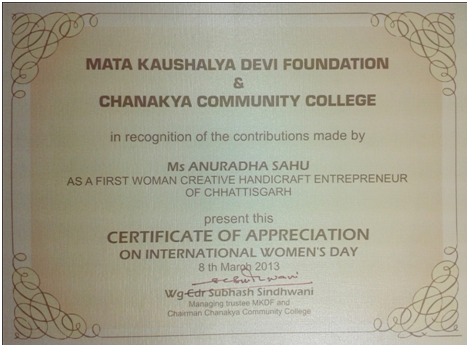 MATA KAUSHALYA DEVI FOUNDATION
&
CHANAKYA COMMUNITY COLLEGE
in recognition of the contributions made by
Ms ANURADHA SAHU
AS A FIRST WOMAN CREATIVE HANDICRAFT ENTREPRENEUR
OF CHHATTISGARH
present this
CERTIFICATE OF APPRECIATION
ON INTERNATIONAL WOMEN'S DAY
8 th March 2013
Wg Cdr Subhash Sindhwani
Managing trustee MKDF and
Chairman Chanakya Community College